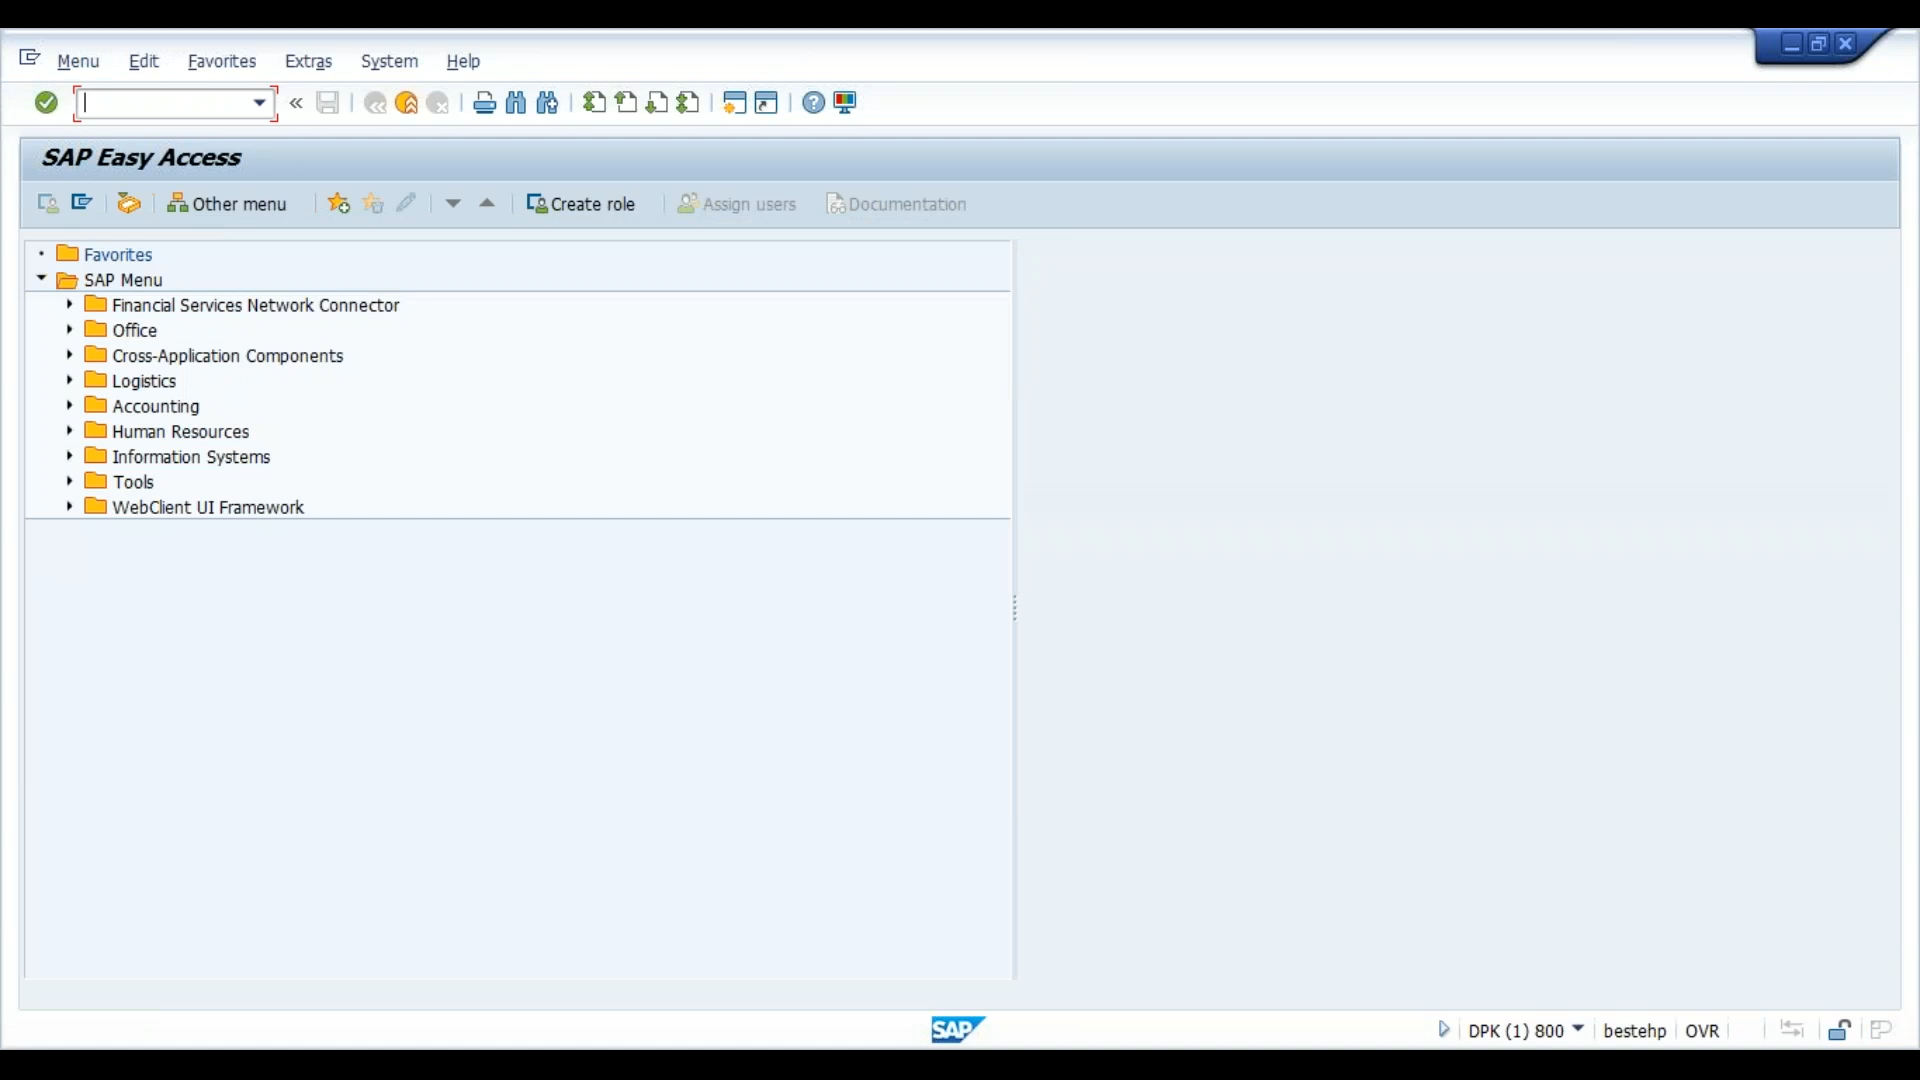 Menu Edit Favorites Extras System Help
SAP Easy Access
Other menu Create role Assign users Documentation
Favorites
SAP Menu
Financial Services Network Connector
Office
Cross-Application Components
Logistics
Accounting
Human Resources
Information Systems
Tools
WebClient UI Framework
SAP DPK (1) 800 bestehp OVR